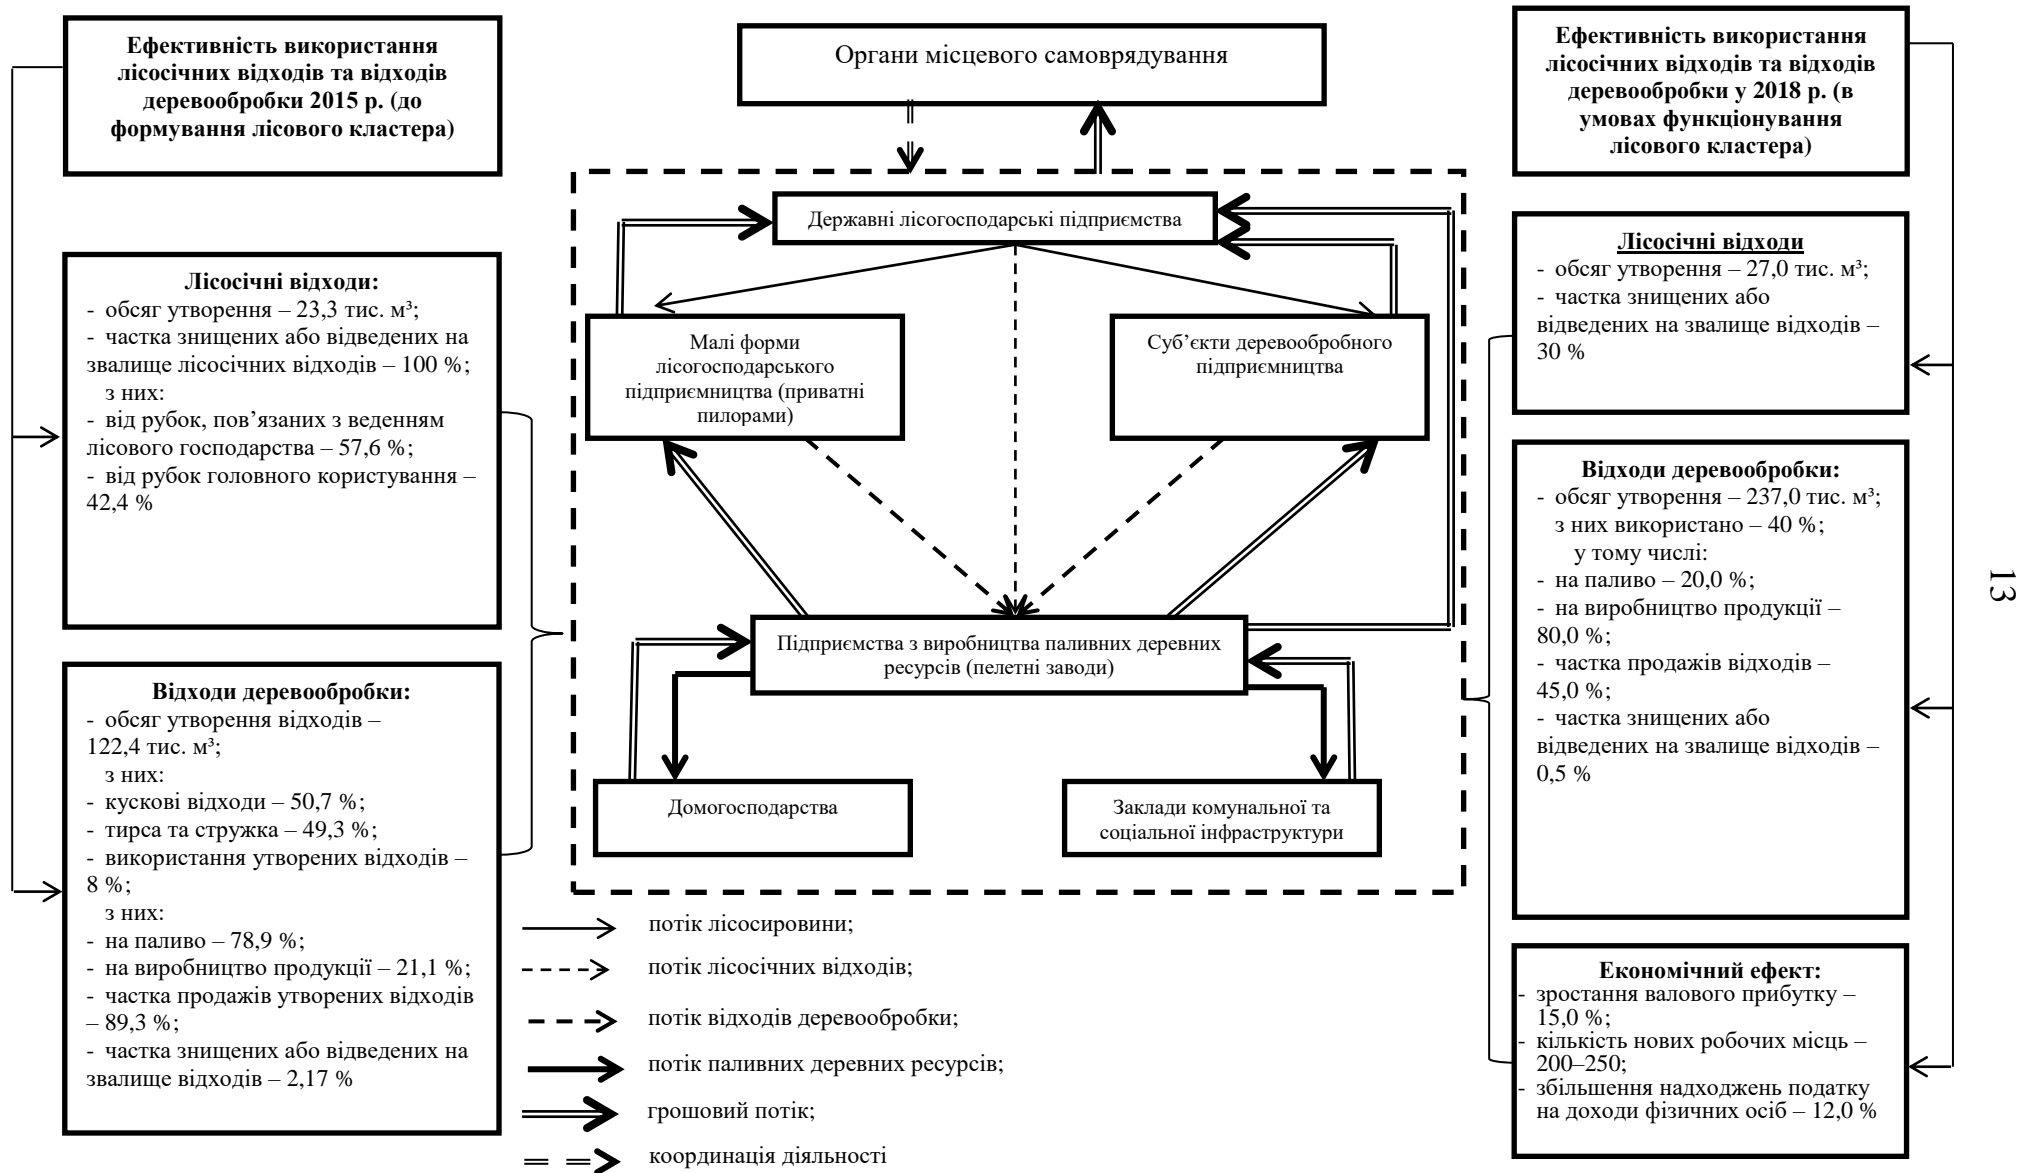 Ефективність використання
лісосічних відходів та відходів
деревообробки 2015 р. (до
формування лісового кластера)
Лісосічні відходи:
- обсяг утворення – 23,3 тис. м³;
- частка знищених або відведених на
звалище лісосічних відходів – 100 %;
з них:
- від рубок, пов’язаних з веденням
лісового господарства – 57,6 %;
- від рубок головного користування –
42,4 %
Відходи деревообробки:
- обсяг утворення відходів –
122,4 тис. м³;
з них:
- кускові відходи – 50,7 %;
- тирса та стружка – 49,3 %;
- використання утворених відходів –
8 %;
з них:
- на паливо – 78,9 %;
- на виробництво продукції – 21,1 %;
- частка продажів утворених відходів
– 89,3 %;
- частка знищених або відведених на
звалище відходів – 2,17 %
Органи місцевого самоврядування
Державні лісогосподарські підприємства
Малі форми
лісогосподарського
підприємництва (приватні
пилорами)
Суб’єкти деревообробного
підприємництва
Підприємства з виробництва паливних деревних
ресурсів (пелетні заводи)
Домогосподарства
Заклади комунальної та
соціальної інфраструктури
потік лісосировини;
потік лісосічних відходів;
потік відходів деревообробки;
потік паливних деревних ресурсів;
грошовий потік;
координація діяльності
Ефективність використання
лісосічних відходів та відходів
деревообробки у 2018 р. (в
умовах функціонування
лісового кластера)
Лісосічні відходи
- обсяг утворення – 27,0 тис. м³;
- частка знищених або
відведених на звалище відходів –
30 %
Відходи деревообробки:
- обсяг утворення – 237,0 тис. м³;
з них використано – 40 %;
у тому числі:
- на паливо – 20,0 %;
- на виробництво продукції –
80,0 %;
- частка продажів відходів –
45,0 %;
- частка знищених або
відведених на звалище відходів –
0,5 %
Економічний ефект:
- зростання валового прибутку –
15,0 %;
- кількість нових робочих місць –
200–250;
- збільшення надходжень податку
на доходи фізичних осіб – 12,0 %
13